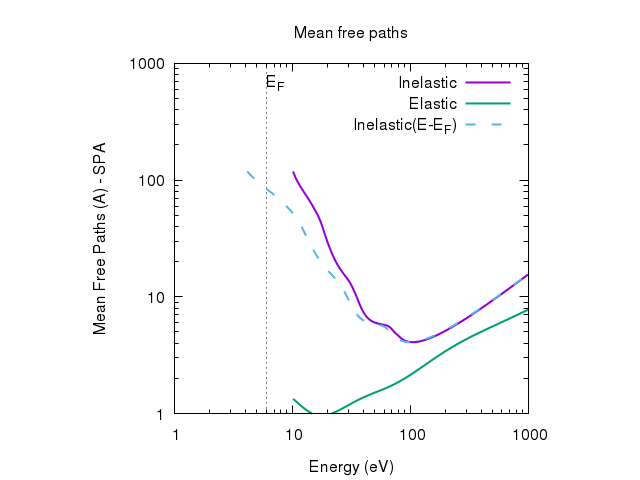 Mean free paths
Mean Free Paths (A) - SPA
1000
100
10
1
E_F
Inelastic
Elastic
Inelastic(E-E_F)
1
10
100
1000
Energy (eV)